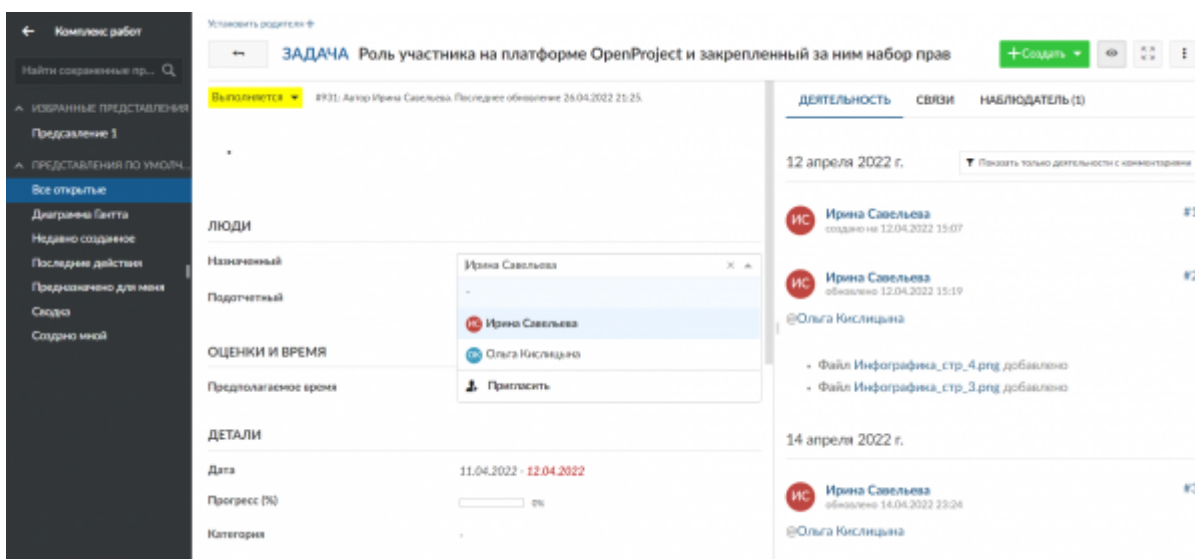 Установить родителя +
← Комплекс работ
ЗАДАЧА Роль участника на платформе OpenProject и закрепленный за ним набор прав
+ Создать
Найти сохраненные пр...
ИЗБРАННЫЕ ПРЕДСТАВЛЕНИЯ
Предсавление 1
ПРЕДСТАВЛЕНИЯ ПО УМОЛЧ...
Все открытые
Диаграмма Гантта
Недавно созданное
Последние действия
Предназначено для меня
Сводка
Создано мной
Выполняется
#931: Автор Ирина Савельева. Последнее обновление 26.04.2022 21:25.
ЛЮДИ
Назначенный
Ирина Савельева
-
Подотчетный
Ирина Савельева
Ольга Кислицына
Пригласить
ОЦЕНКИ И ВРЕМЯ
Предполагаемое время
ДЕТАЛИ
Дата
11.04.2022 - 12.04.2022
Прогресс (%)
0%
Категория
-
ДЕЯТЕЛЬНОСТЬ СВЯЗИ НАБЛЮДАТЕЛЬ (1)
12 апреля 2022 г.
Показать только деятельности с комментариями
ИС Ирина Савельева #1
создано на 12.04.2022 15:07
ИС Ирина Савельева #2
обновлено 12.04.2022 15:19
@Ольга Кислицына
Файл Инфографика_стр_4.png добавлено
Файл Инфографика_стр_3.png добавлено
14 апреля 2022 г.
ИС Ирина Савельева #3
обновлено 14.04.2022 23:24
@Ольга Кислицына